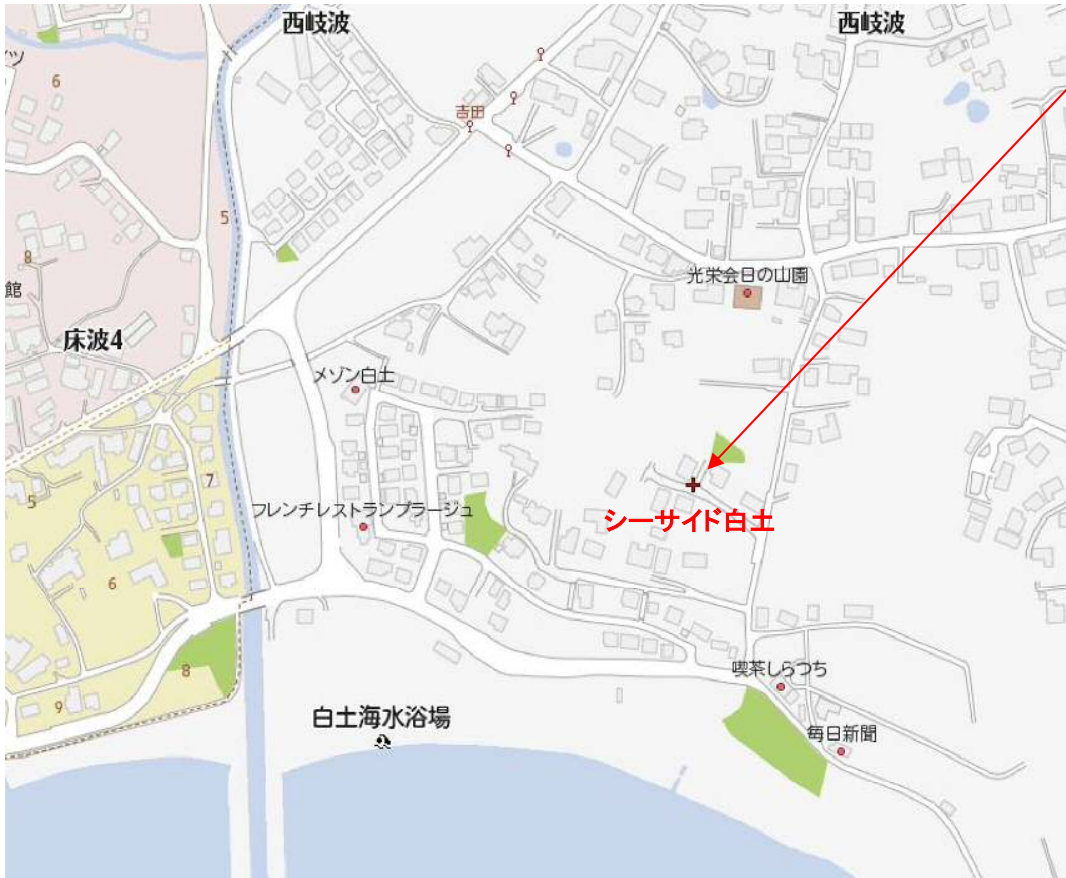 西岐波
西岐波
ツ
6
吉田
5
8
館
光栄会日の山園
床波4
メゾン白土
7
5
フレンチレストランプラージュ
シーサイド白土
6
8
喫茶しらつち
9
白土海水浴場
毎日新聞